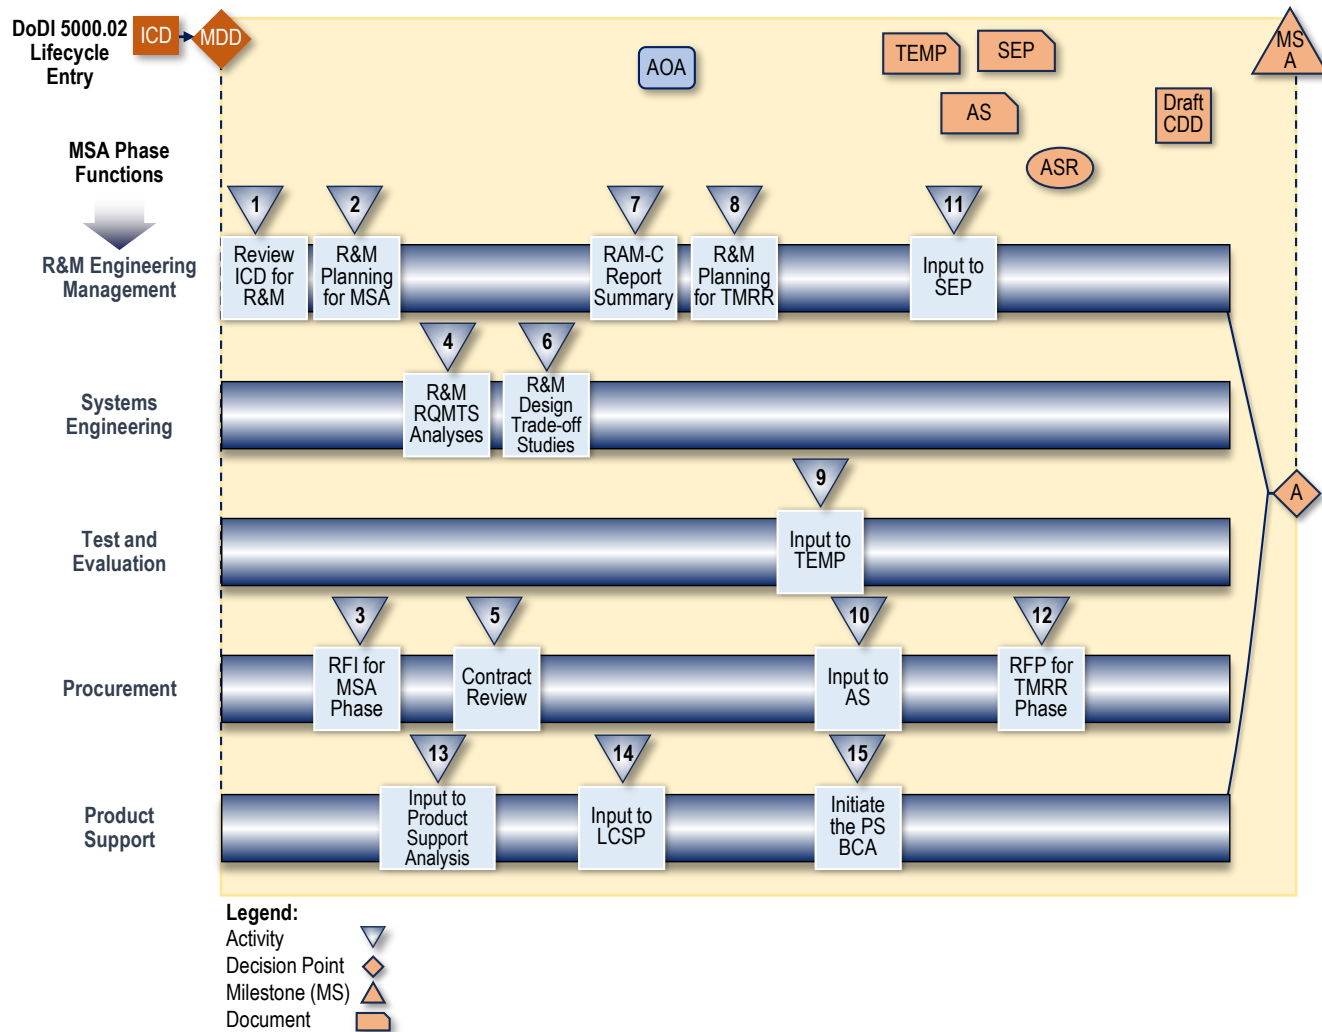 DoDI 5000.02
Lifecycle
Entry
ICD
MDD
AOA
TEMP
SEP
AS
ASR
Draft
CDD
MS
A
MSA Phase
Functions
R&M Engineering
Management
1
Review
ICD for
R&M
2
R&M
Planning
for MSA
7
RAM-C
Report
Summary
8
R&M
Planning
for TMRR
11
Input to
SEP
Systems
Engineering
4
R&M
RQMTS
Analyses
6
R&M
Design
Trade-off
Studies
Test and
Evaluation
9
Input to
TEMP
A
Procurement
3
RFI for
MSA
Phase
5
Contract
Review
10
Input to
AS
12
RFP for
TMRR
Phase
Product
Support
13
Input to
Product
Support
Analysis
14
Input to
LCSP
15
Initiate
the PS
BCA
Legend:
Activity
Decision Point
Milestone (MS)
Document